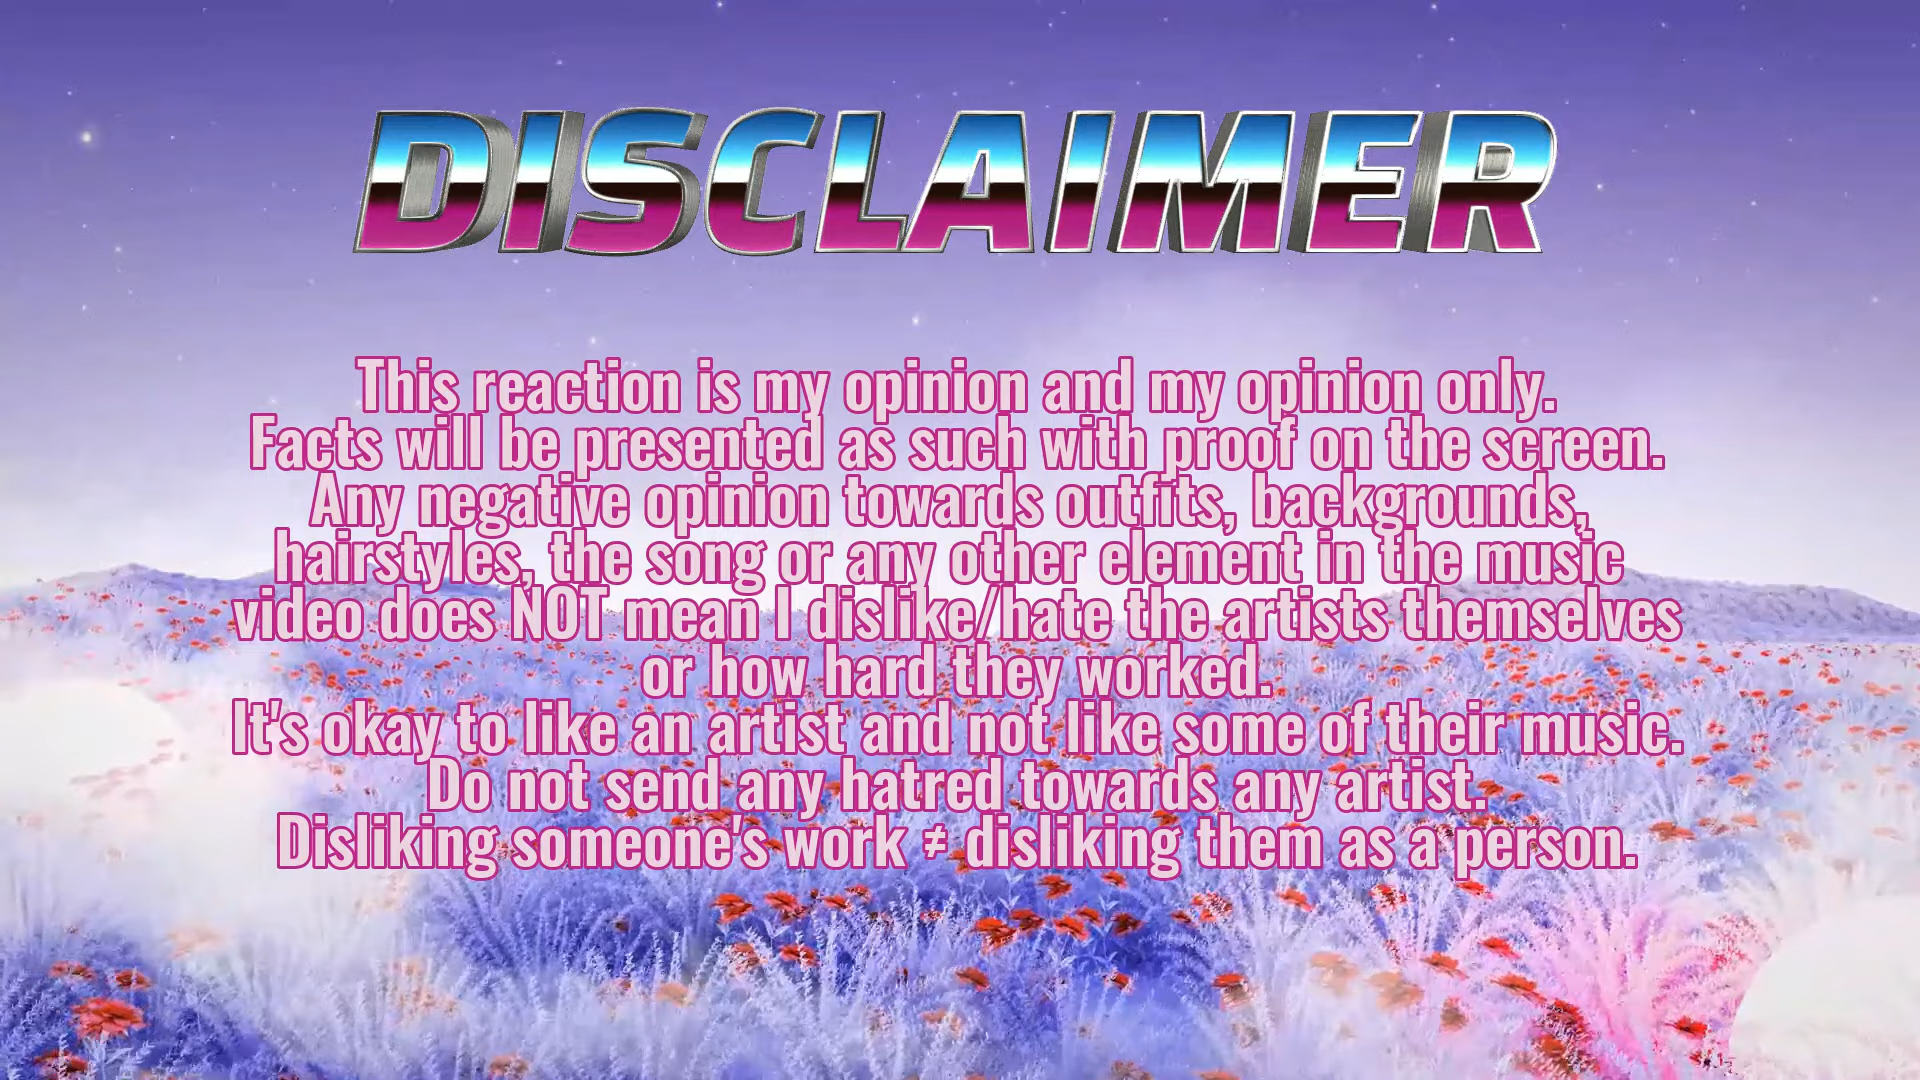 DISCLAIMER
This reaction is my opinion and my opinion only.
Facts will be presented as such with proof on the screen.
Any negative opinion towards outfits, backgrounds,
hairstyles, the song or any other element in the music
video does NOT mean I dislike/hate the artists themselves
or how hard they worked.
It's okay to like an artist and not like some of their music.
Do not send any hatred towards any artist.
Disliking someone's work ≠ disliking them as a person.